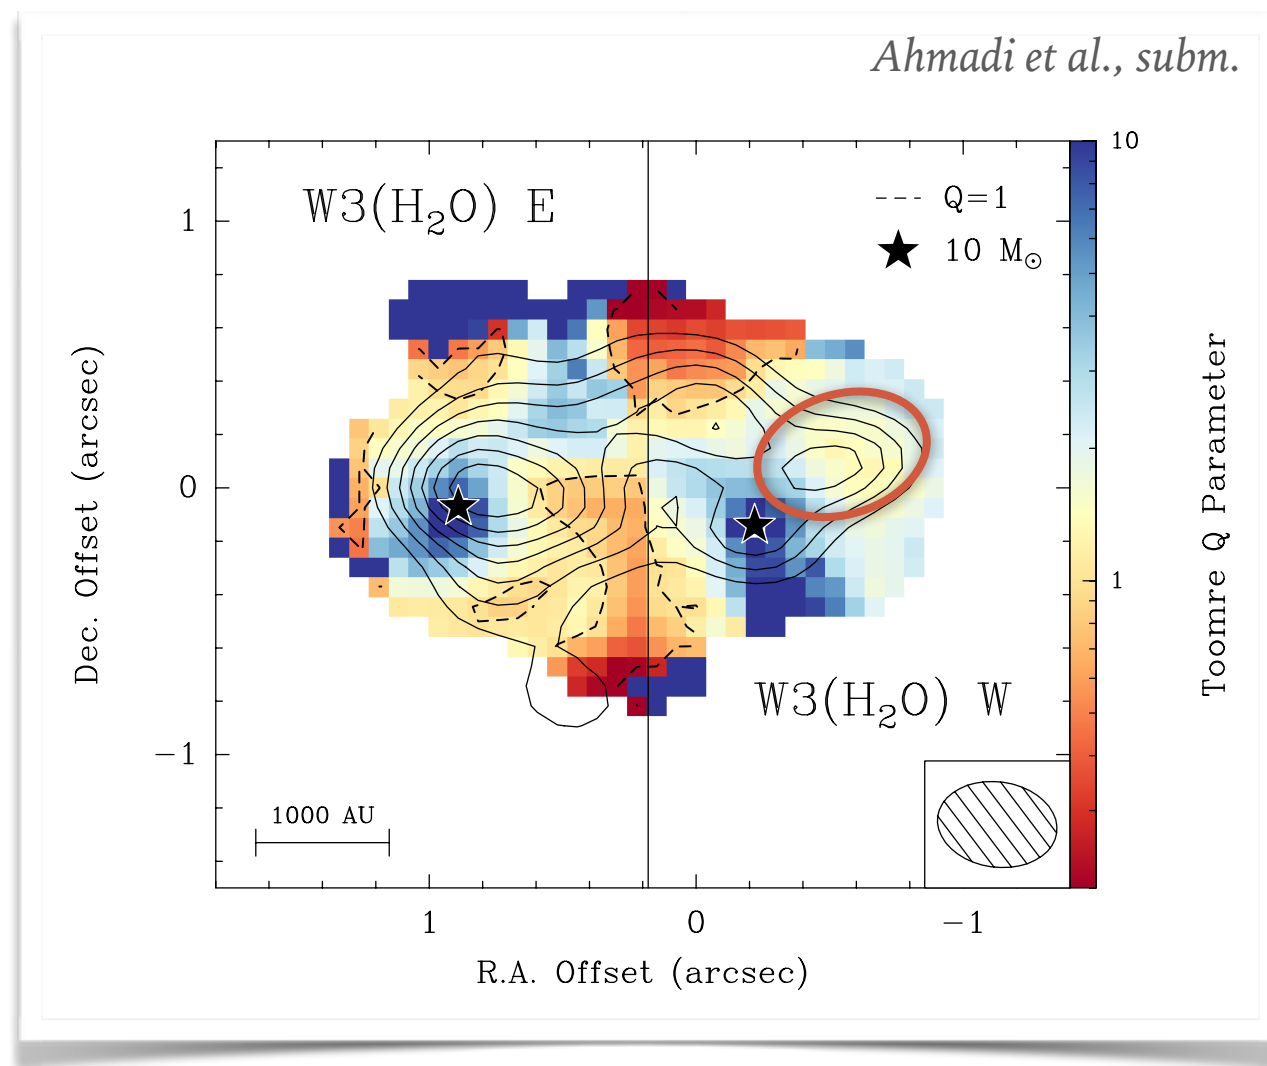 Ahmadi et al., subm.
10
W3(H₂O) E
Q=1
10 M☉
1
0
-1
1
Toomre Q Parameter
Dec. Offset (arcsec)
W3(H₂O) W
1000 AU
1
0
-1
R.A. Offset (arcsec)